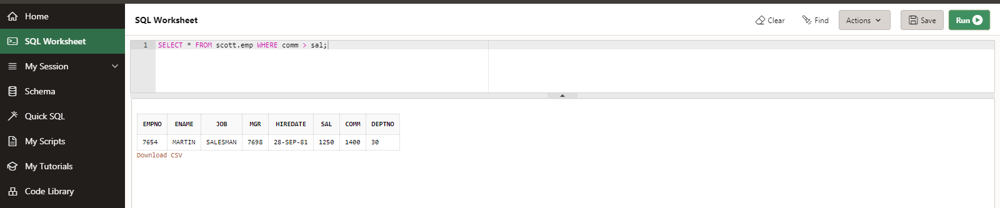 Home
SQL Worksheet
My Session
Schema
Quick SQL
My Scripts
My Tutorials
Code Library
SQL Worksheet
Clear
Find
Actions
Save
Run
1 SELECT * FROM scott.emp WHERE comm > sal;
EMPNO ENAME JOB MGR HIREDATE SAL COMM DEPTNO
7654 MARTIN SALESMAN 7698 28-SEP-81 1250 1400 30
Download CSV